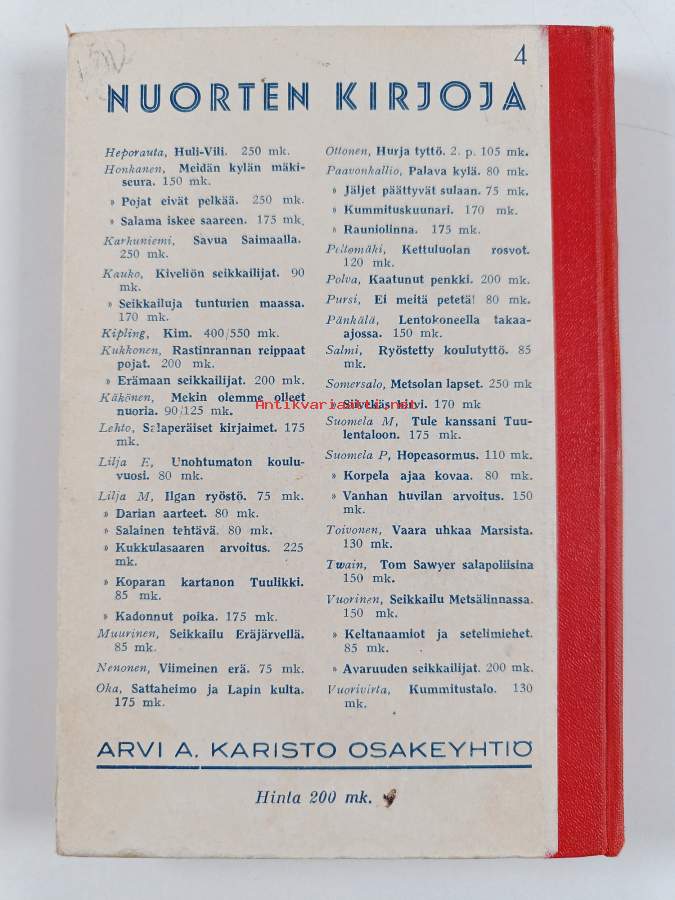 4
NUORTEN KIRJOJA
Heporauta, Huli-Vili. 250 mk.
Honkanen, Meidän kylän mäki-
seura. 150 mk.
» Pojat eivät pelkää. 250 mk.
» Salama iskee saareen. 175 mk.
Karhuniemi, Savua Saimaalla.
250 mk.
Kauko, Kiveliön seikkailijat. 90
mk.
» Seikkailuja tunturien maassa.
170 mk.
Kipling, Kim. 400/550 mk.
Kukkonen, Rastinrannan reippaat
pojat. 200 mk.
» Erämaan seikkailijat. 200 mk.
Käkönen, Mekin olemme olleet
nuoria. 90/125 mk.
Lehto, Salaperäiset kirjaimet. 175
mk.
Lilja E, Unohtumaton koulu-
vuosi. 80 mk.
Lilja M, Ilgan ryöstö. 75 mk.
» Darian aarteet. 80 mk.
» Salainen tehtävä. 80 mk.
» Kukkulasaaren arvoitus. 225
mk.
» Koparan kartanon Tuulikki.
85 mk.
» Kadonnut poika. 175 mk.
Muurinen, Seikkailu Eräjärvellä.
85 mk.
Nenonen, Viimeinen erä. 75 mk.
Oka, Sattaheimo ja Lapin kulta.
175 mk.
Ottonen, Hurja tyttö. 2. p. 105 mk.
Paavonkallio, Palava kylä. 80 mk.
» Jäljet päättyvät sulaan. 75 mk.
» Kummituskuunari. 170 mk.
» Rauniolinna. 175 mk.
Peltomäki, Kettuluolan rosvot.
120 mk.
Polva, Kaatunut penkki. 200 mk.
Pursi, Ei meitä petetä! 80 mk.
Pänkälä, Lentokoneella takaa-
ajossa. 150 mk.
Salmi, Ryöstetty koulutyttö. 85
mk.
Somersalo, Metsolan lapset. 250 mk
» kirvi. 170 mk
Antikvariaatti.net
Suomela M, Tule kanssani Tuu-
lentaloon. 175 mk.
Suomela P, Hopeasormus. 110 mk.
» Korpela ajaa kovaa. 80 mk.
» Vanhan huvilan arvoitus. 150
mk.
Toivonen, Vaara uhkaa Marsista.
130 mk.
Twain, Tom Sawyer salapoliisina
150 mk.
Vuorinen, Seikkailu Metsälinnassa.
150 mk.
» Keltanaamiot ja setelimiehet.
85 mk.
» Avaruuden seikkailijat. 200 mk.
Vuorivirta, Kummitustalo. 130
mk.
ARVI A. KARISTO OSAKEYHTIÖ
Hinta 200 mk.